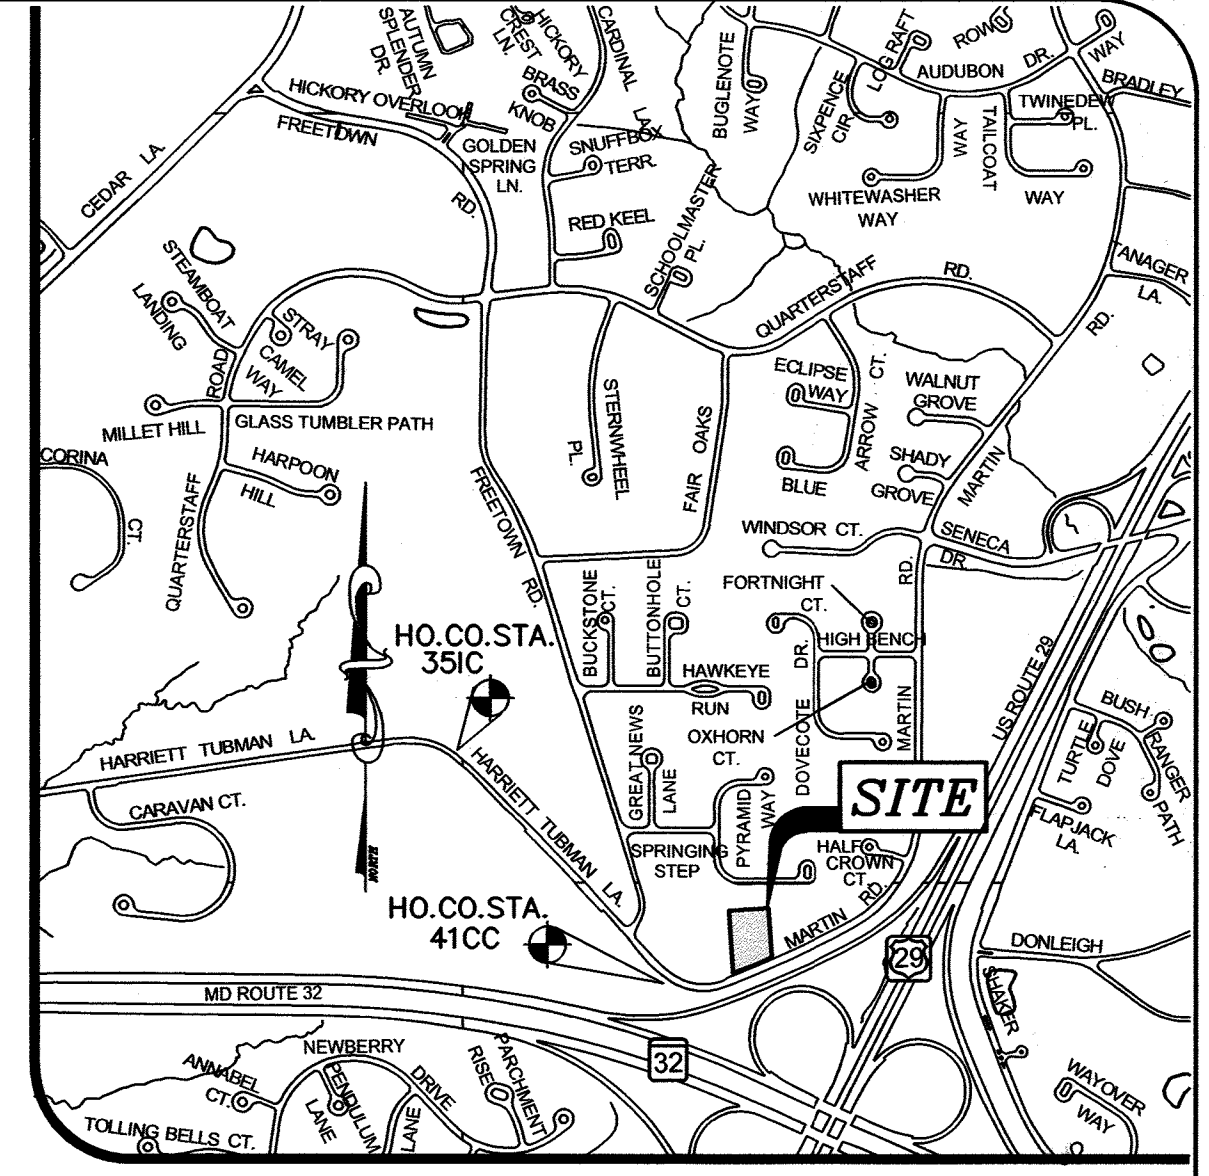 AUTUMN
SPLENDER
DR.
HICKORY
CREST
LN.
CARDINAL LA.
BRASS
KNOB
HICKORY OVERLOOK
FREETOWN
RD.
GOLDEN
SPRING
LN.
SNUFFBOX
TERR.
RED KEEL
SCHOOLMASTER
PL.
BUGLENOTE
WAY
SIXPENCE
CIR.
LOG RAFT
ROW
AUDUBON
DR.
WAY
BRADLEY
TWINEDEW
PL.
WAY
TAILCOAT
WAY
WHITEWASHER
WAY
CEDAR LA.
STEAMBOAT
LANDING
STRAY
CAMEL
WAY
ROAD
MILLET HILL
GLASS TUMBLER PATH
HARPOON
HILL
QUARTERSTAFF
CORINA
CT.
QUARTERSTAFF
RD.
TANAGER
LA.
RD.
ECLIPSE
WAY
ARROW CT.
BLUE
WALNUT
GROVE
SHADY
GROVE
MARTIN
STERNWHEEL
PL.
FAIR OAKS
FREETOWN
RD.
WINDSOR CT.
SENECA
DR.
RD.
FORTNIGHT
CT.
HIGH BENCH
BUCKSTONE
CT.
BUTTONHOLE
CT.
HAWKEYE
RUN
DR.
DOVECOTE
OXHORN
CT.
MARTIN
US ROUTE 29
HO.CO.STA.
35IC
HARRIETT TUBMAN LA.
HARRIETT TUBMAN LA.
CARAVAN CT.
NORTH
GREAT NEWS
LANE
PYRAMID
WAY
SPRINGING
STEP
SITE
HALF
CROWN
CT.
MARTIN RD.
BUSH
RANGER
PATH
TURTLE
DOVE
FLAPJACK
LA.
HO.CO.STA.
41CC
29
DONLEIGH
SHAKER
MD ROUTE 32
32
NEWBERRY
DRIVE
ANNABEL
CT.
PENDULUM
LANE
LANE
PARCHMENT
RISE
TOLLING BELLS CT.
WAYOVER
WAY